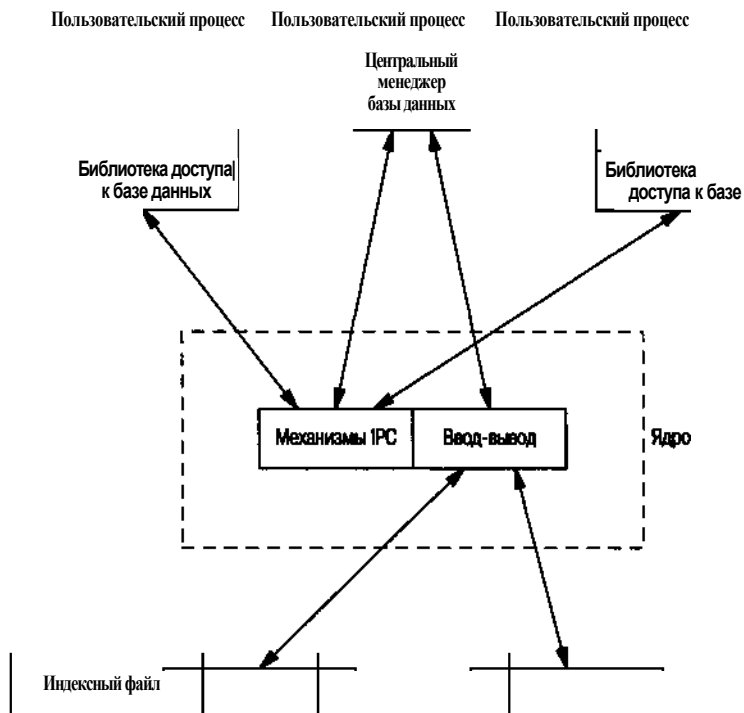 Пользовательский процесс Пользовательский процесс Пользовательский процесс
Центральный
менеджер
базы данных
Библиотека доступа
к базе данных
Библиотека
доступа к базе
Механизмы 1PC
Ввод-вывод
Ядро
Индексный файл